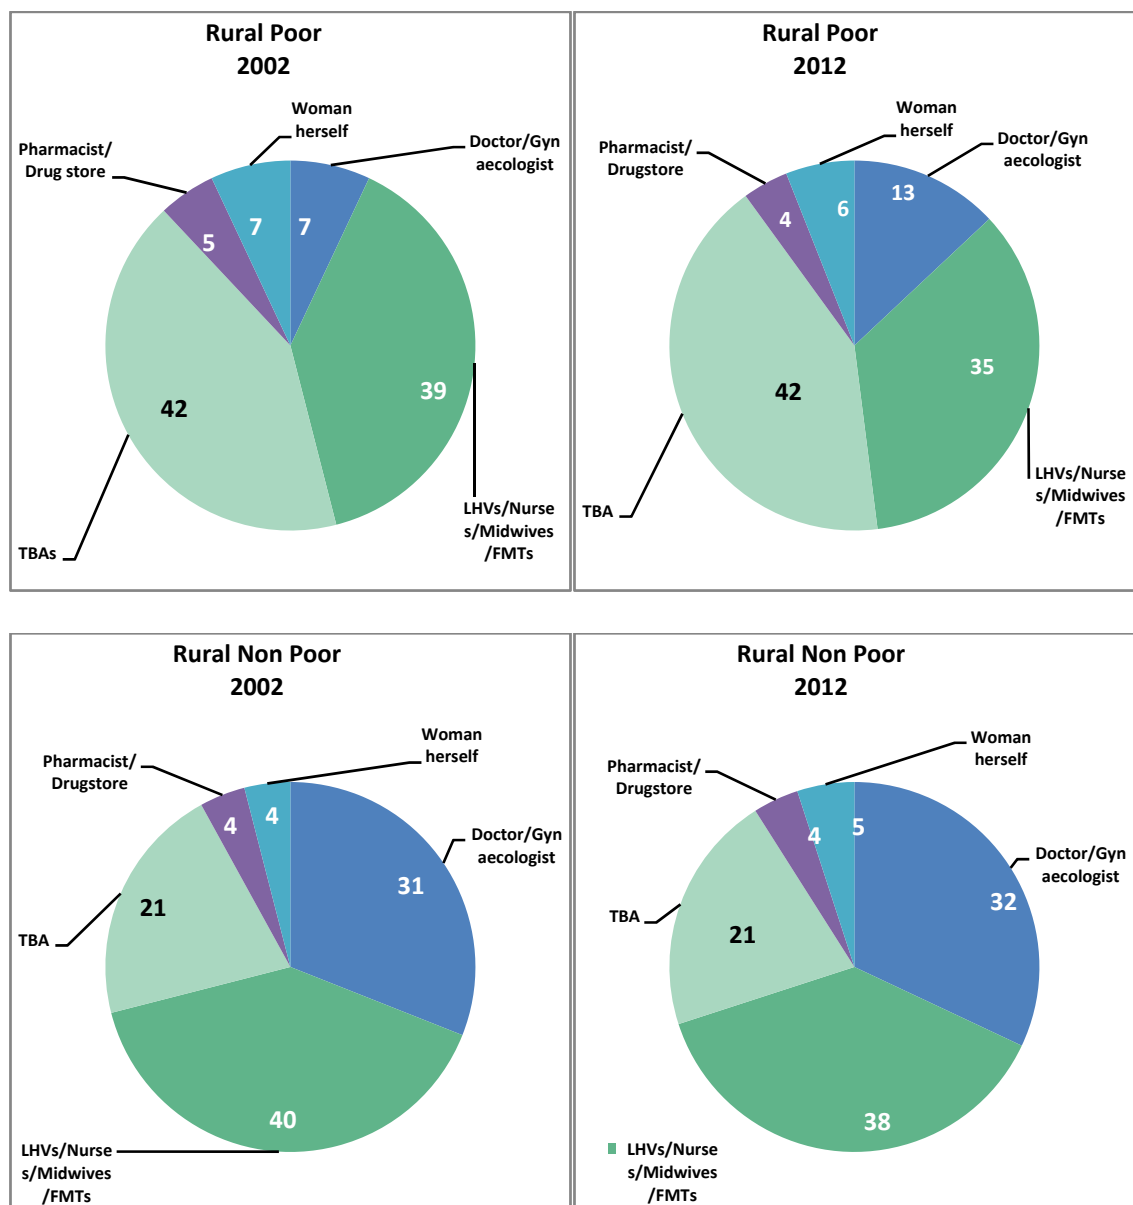 Rural Poor
2002
Woman
herself
Pharmacist/
Drug store
Doctor/Gyn
aecologist
7
7
5
39
42
LHVs/Nurse
s/Midwives
/FMTs
TBAs
Rural Poor
2012
Woman
herself
Pharmacist/
Drugstore
Doctor/Gyn
aecologist
13
6
4
35
42
LHVs/Nurse
s/Midwives
/FMTs
TBA
Rural Non Poor
2002
Woman
herself
Pharmacist/
Drugstore
Doctor/Gyn
aecologist
4
4
31
21
TBA
40
LHVs/Nurse
s/Midwives
/FMTs
Rural Non Poor
2012
Woman
herself
Pharmacist/
Drugstore
Doctor/Gyn
aecologist
4
5
32
21
TBA
38
LHVs/Nurse
s/Midwives
/FMTs